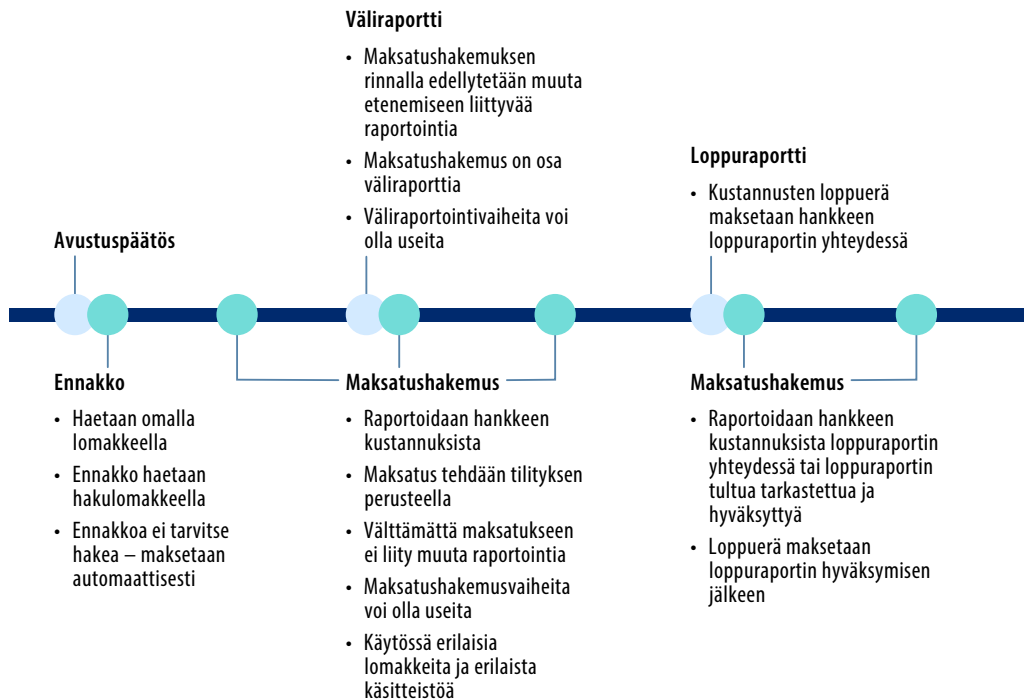 Väliraportti
• Maksatushakemuksen
rinnalla edellytetään muuta
etenemiseen liittyvää
raportointia
• Maksatushakemus on osa
väliraporttia
• Väliraportointivaiheita voi
olla useita
Loppuraportti
• Kustannusten loppuerä
maksetaan hankkeen
loppuraportin yhteydessä
Avustuspäätös
Ennakko
• Haetaan omalla
lomakkeella
• Ennakko haetaan
hakulomakkeella
• Ennakkoa ei tarvitse
hakea – maksetaan
automaattisesti
Maksatushakemus
• Raportoidaan hankkeen
kustannuksista
• Maksatus tehdään tilityksen
perusteella
• Välttämättä maksatukseen
ei liity muuta raportointia
• Maksatushakemusvaiheita
voi olla useita
• Käytössä erilaisia
lomakkeita ja erilaista
käsitteistöä
Maksatushakemus
• Raportoidaan hankkeen
kustannuksista loppuraportin
yhteydessä tai loppuraportin
tultua tarkastettua ja
hyväksyttyä
• Loppuerä maksetaan
loppuraportin hyväksymisen
jälkeen